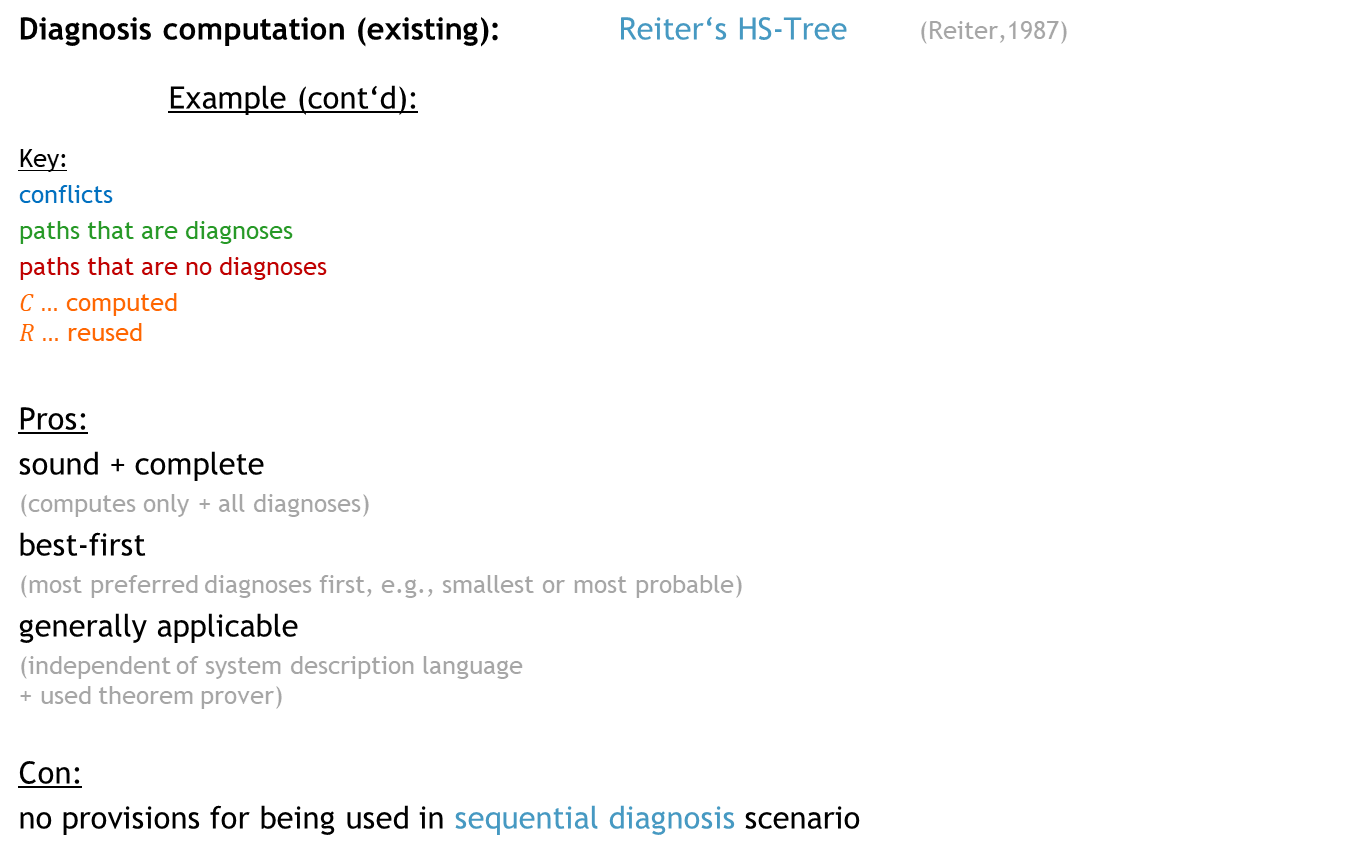 Diagnosis computation (existing): Reiter‘s HS-Tree (Reiter,1987)
Example (cont‘d):
Key:
conflicts
paths that are diagnoses
paths that are no diagnoses
C … computed
R … reused
Pros:
sound + complete
(computes only + all diagnoses)
best-first
(most preferred diagnoses first, e.g., smallest or most probable)
generally applicable
(independent of system description language
+ used theorem prover)
Con:
no provisions for being used in sequential diagnosis scenario